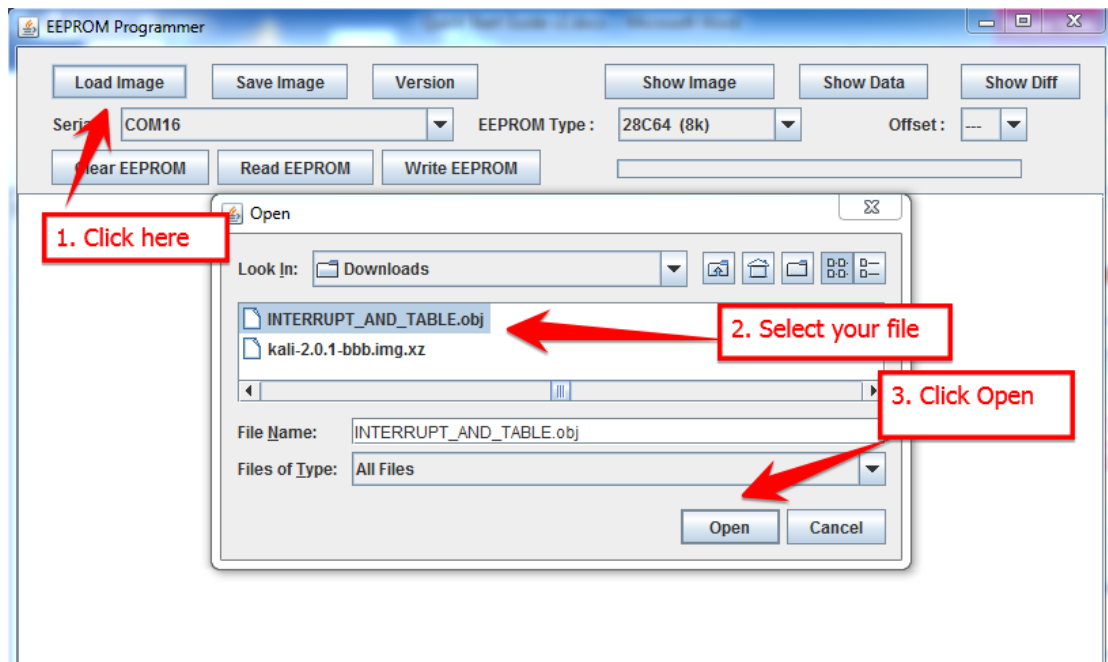 EEPROM Programmer
Load Image Save Image Version Show Image Show Data Show Diff
COM16 EEPROM Type : 28C64 (8k) Offset : ---
EEPROM Read EEPROM Write EEPROM
1. Click here
Open
Look In: Downloads
INTERRUPT_AND_TABLE.obj
2. Select your file
kali-2.0.1-bbb.img.xz
3. Click Open
File Name: INTERRUPT_AND_TABLE.obj
Files of Type: All Files
Open Cancel